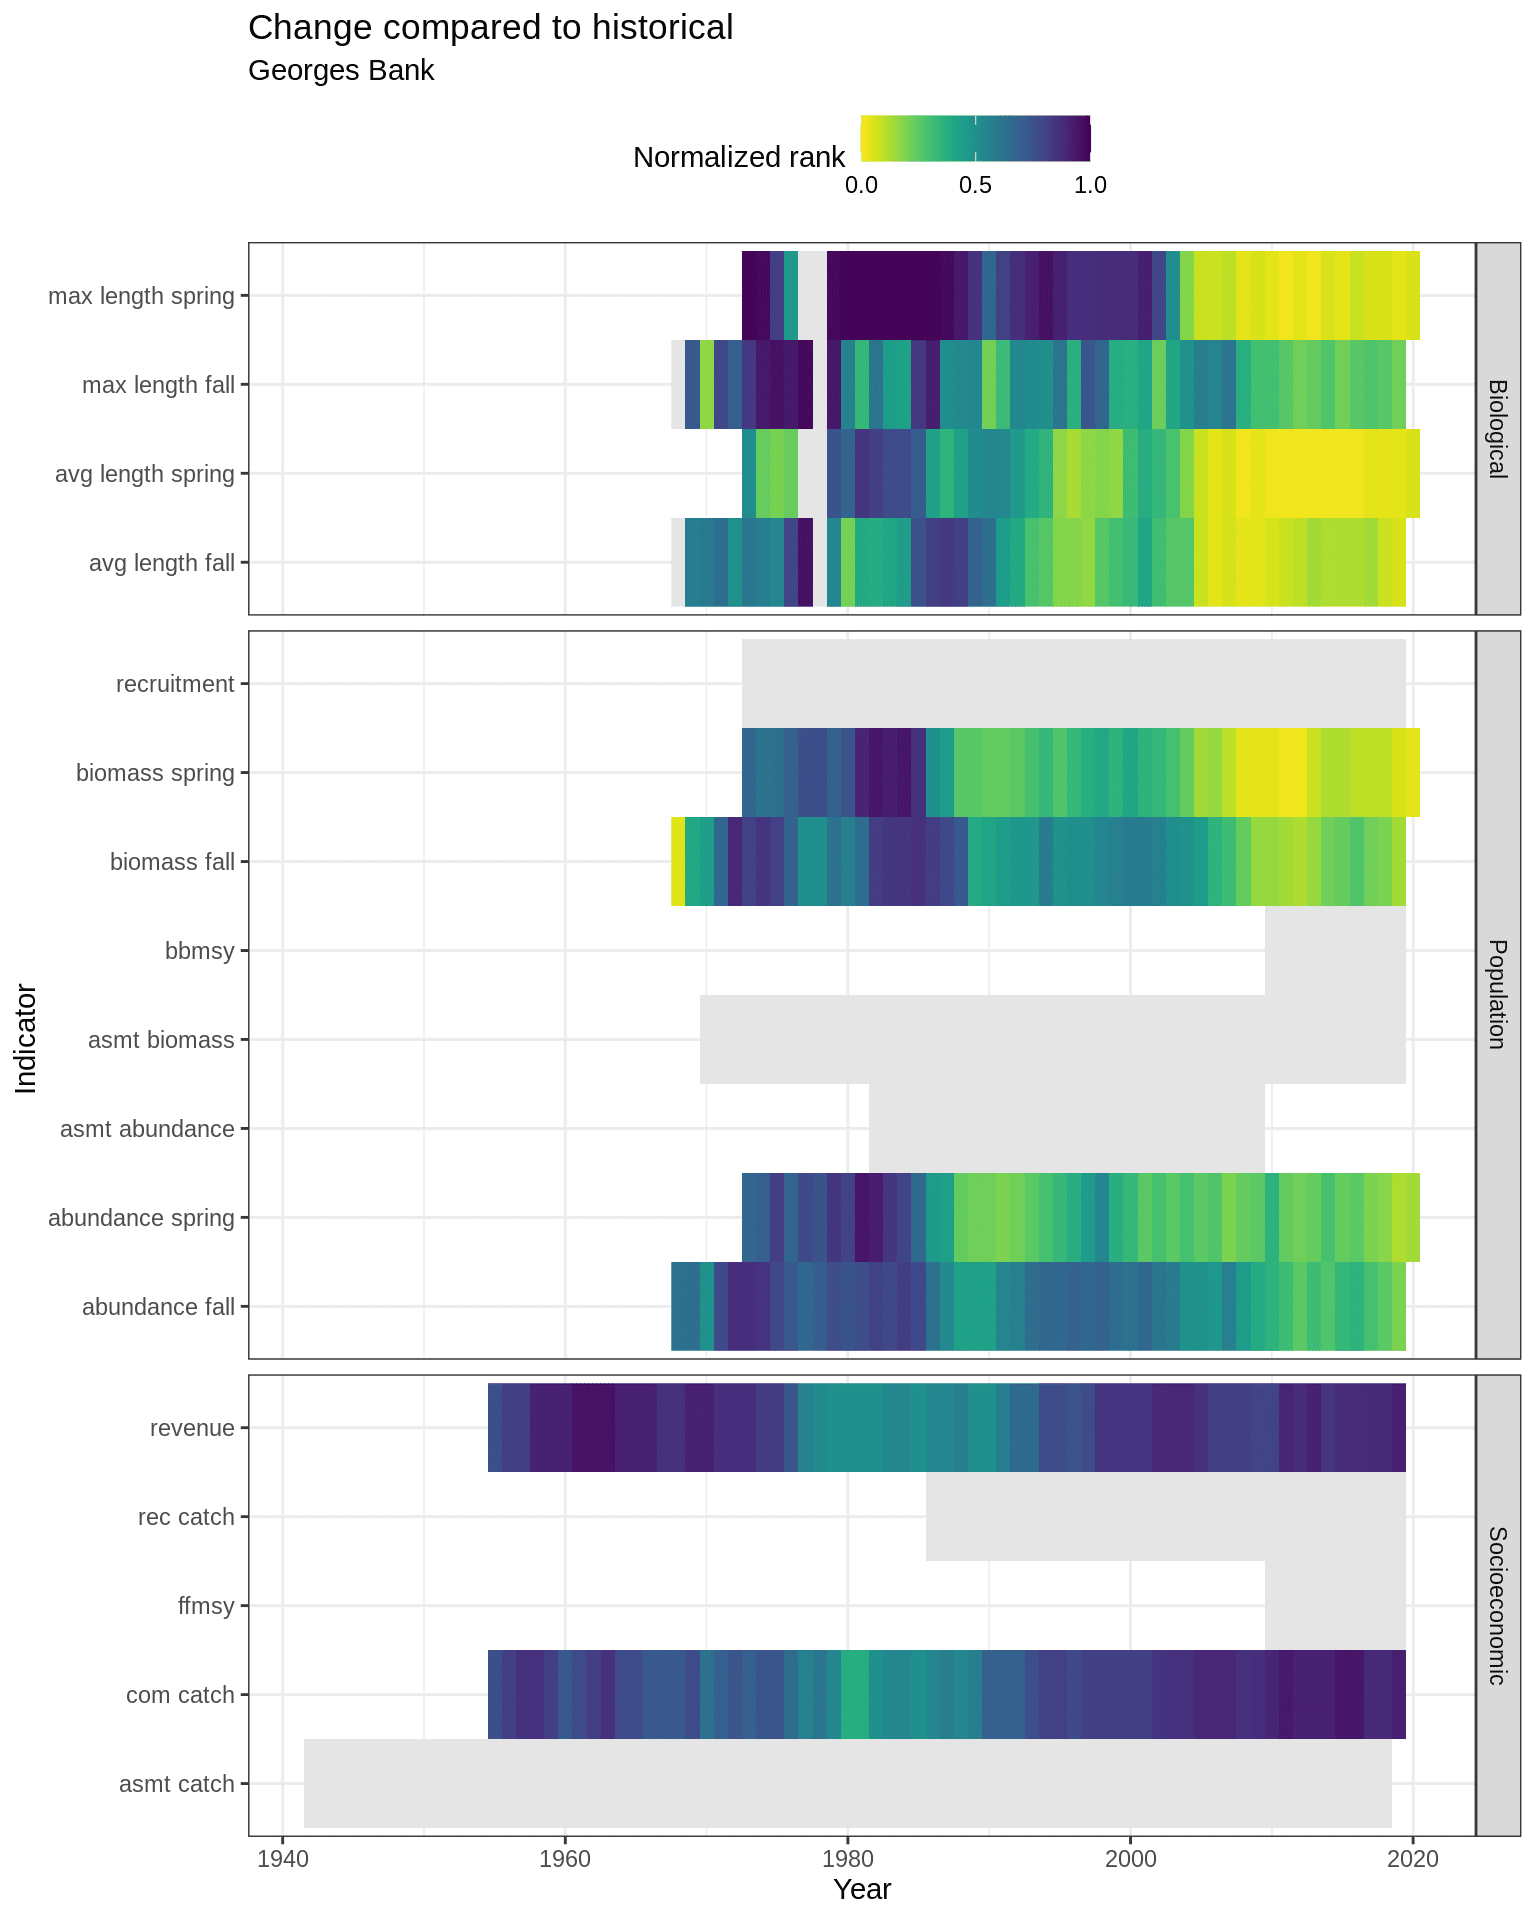 Change compared to historical
Georges Bank
Normalized rank
0.0 0.5 1.0
max length spring
max length fall
avg length spring
avg length fall
Biological
recruitment
biomass spring
biomass fall
bbmsy
asmt biomass
asmt abundance
abundance spring
abundance fall
Population
revenue
rec catch
ffmsy
com catch
asmt catch
Socioeconomic
Indicator
1940 1960 1980 2000 2020
Year